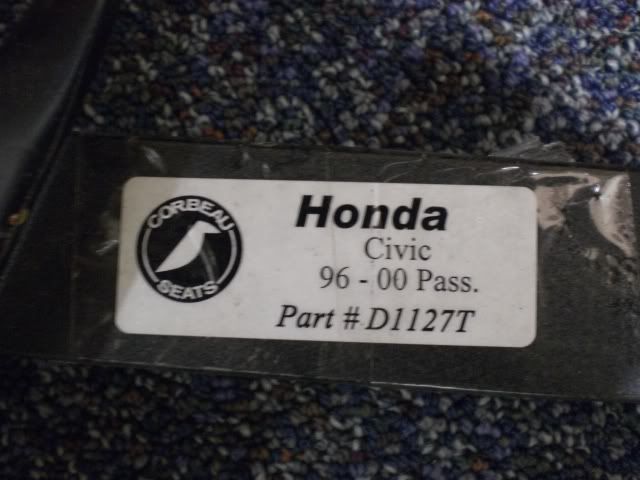 CORBEAU
SEATS
Honda
Civic
96 - 00 Pass.
Part # D1127T